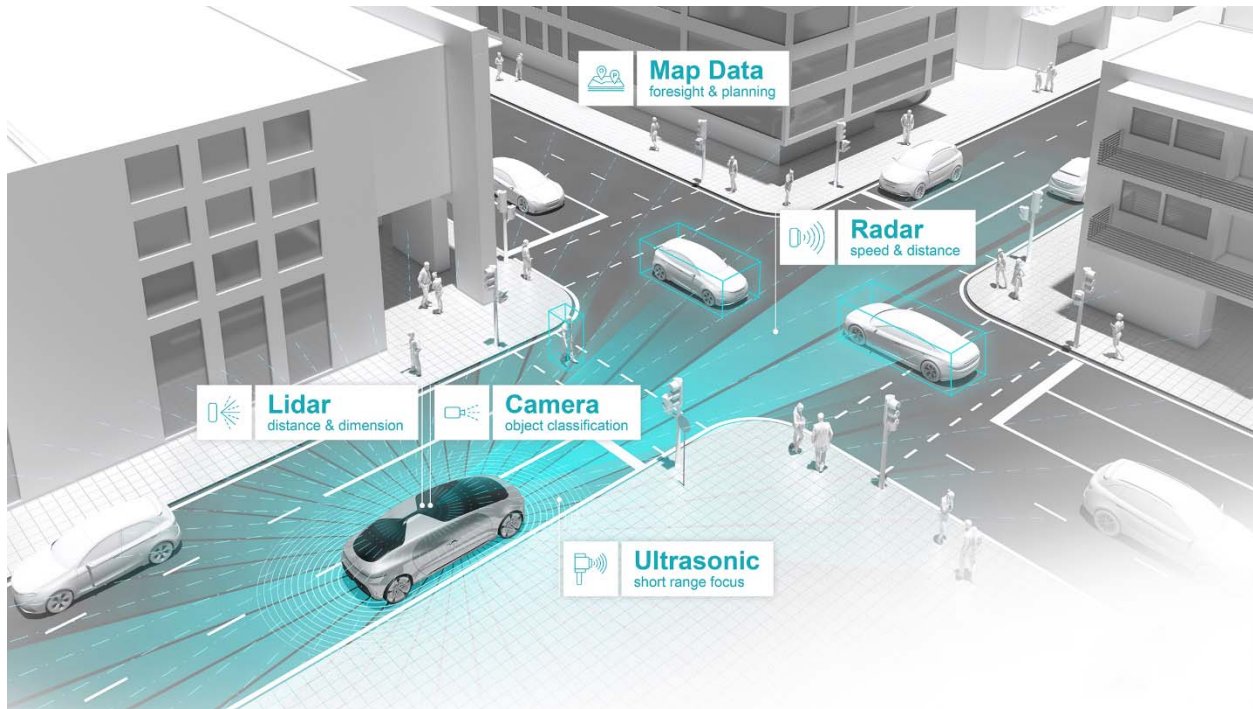 Map Data
foresight & planning
Radar
speed & distance
Lidar
distance & dimension
Camera
object classification
Ultrasonic
short range focus